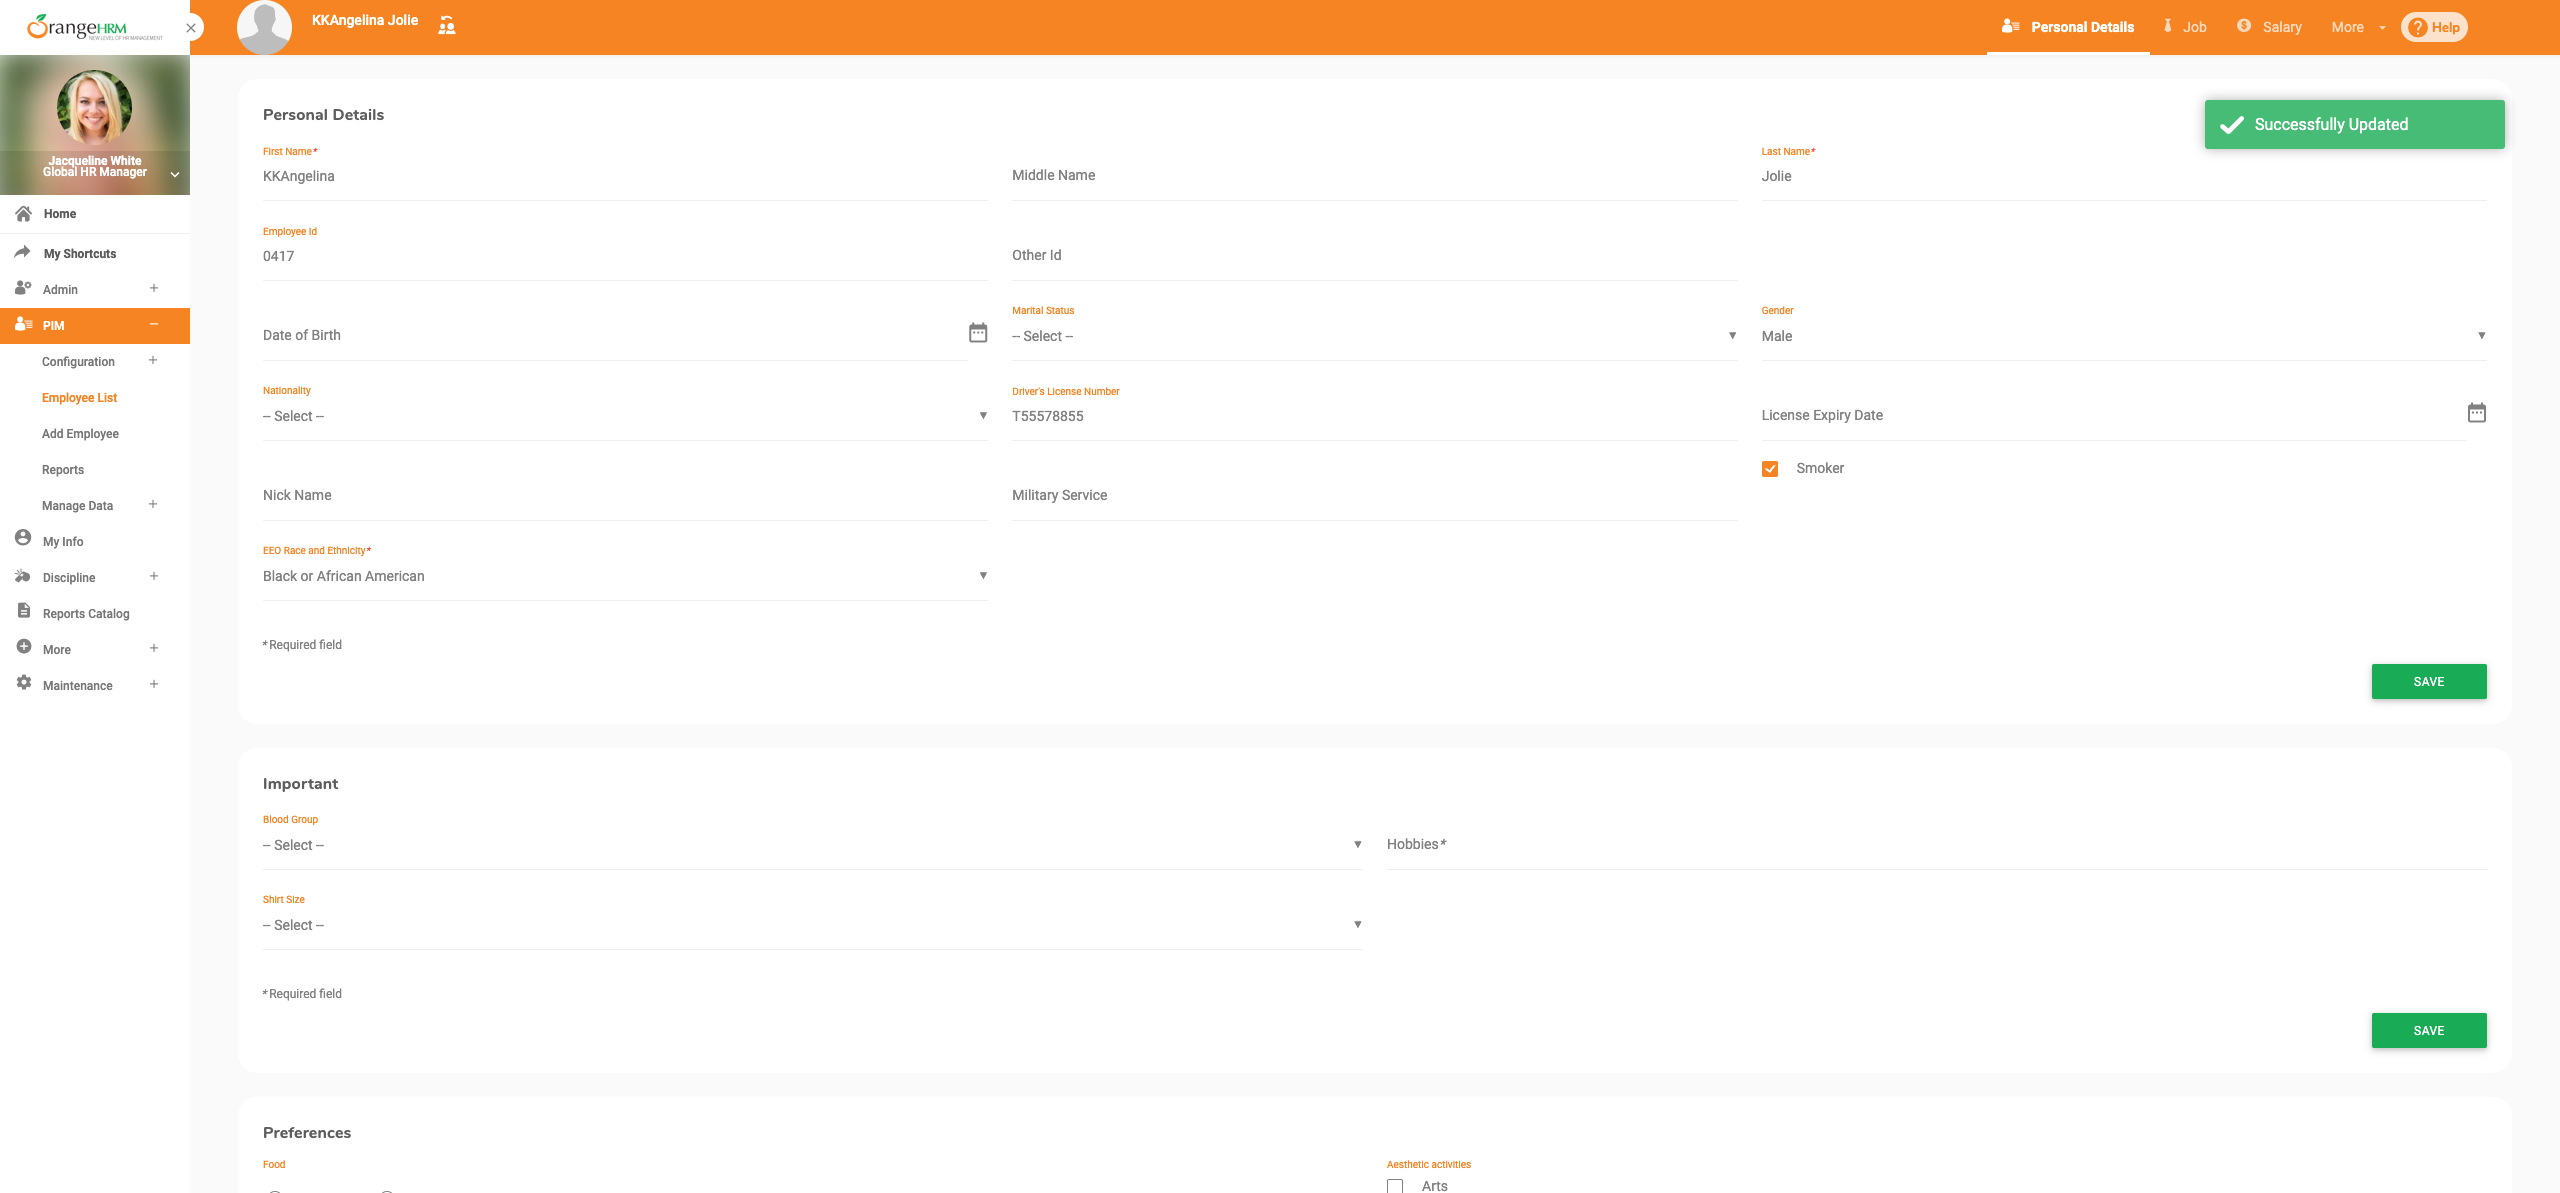 OrangeHRM
NEW LEVEL OF HR MANAGEMENT
KKAngelina Jolie
Personal Details
Job
Salary
More
? Help
Jacqueline White
Global HR Manager
Home
My Shortcuts
Admin
PIM
Configuration
Employee List
Add Employee
Reports
Manage Data
My Info
Discipline
Reports Catalog
More
Maintenance
Personal Details
Successfully Updated
First Name*
KKAngelina
Middle Name
Last Name*
Jolie
Employee Id
0417
Other Id
Date of Birth
Marital Status
-- Select --
Gender
Male
Nationality
-- Select --
Driver's License Number
T55578855
License Expiry Date
Nick Name
Military Service
Smoker
EEO Race and Ethnicity*
Black or African American
* Required field
SAVE
Important
Blood Group
-- Select --
Hobbies*
Shirt Size
-- Select --
* Required field
SAVE
Preferences
Food
Aesthetic activities
Arts